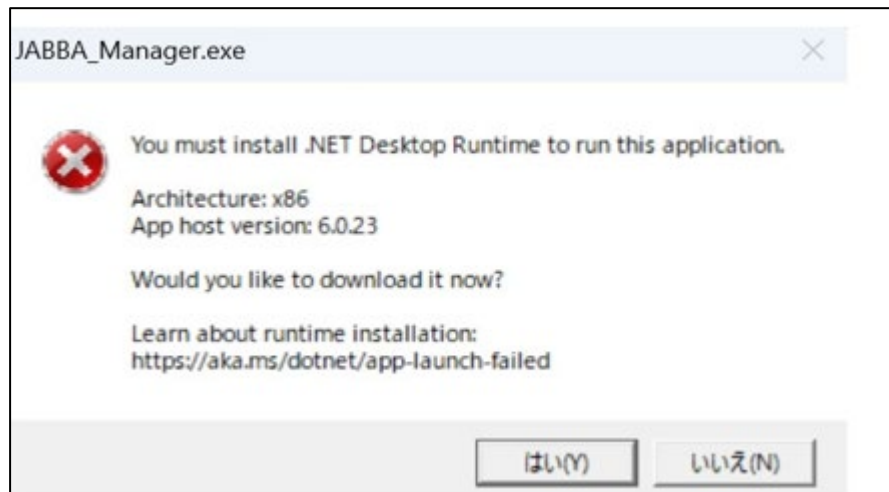 JABBA_Manager.exe
You must install .NET Desktop Runtime to run this application.
Architecture: x86
App host version: 6.0.23
Would you like to download it now?
Learn about runtime installation:
https://aka.ms/dotnet/app-launch-failed
はい(Y) いいえ(N)